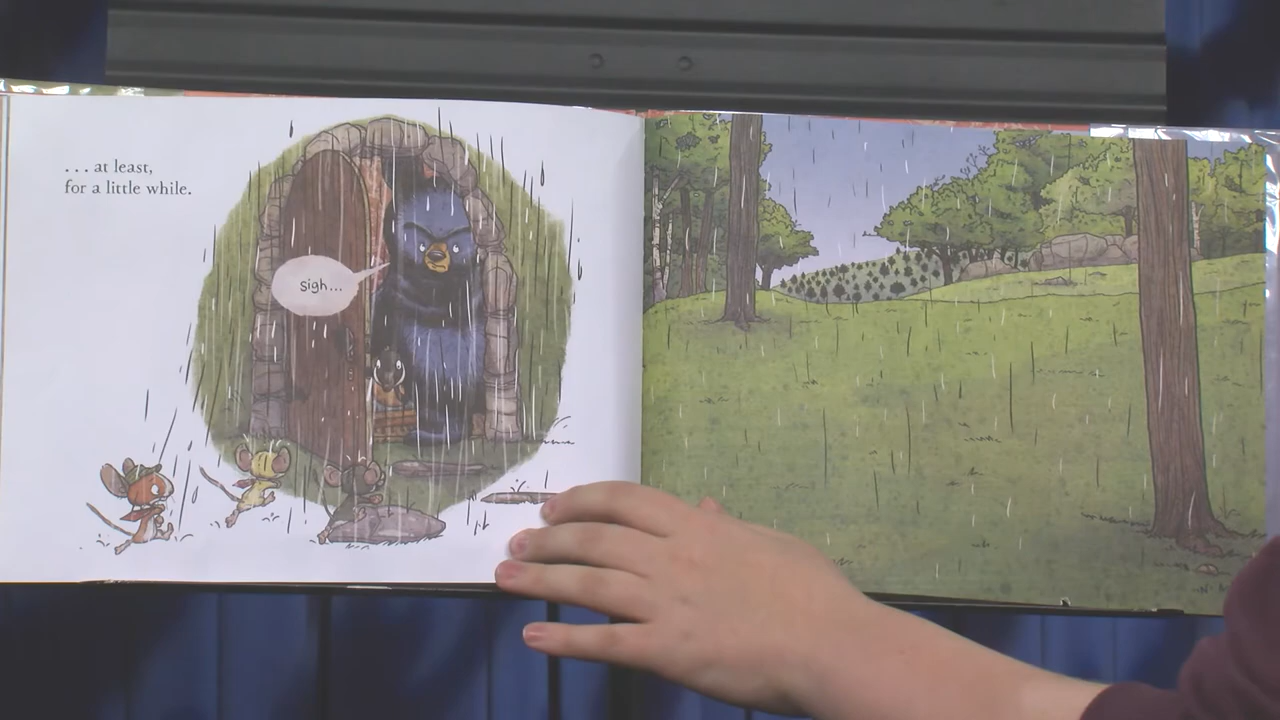 . . . at least,
for a little while.
sigh...